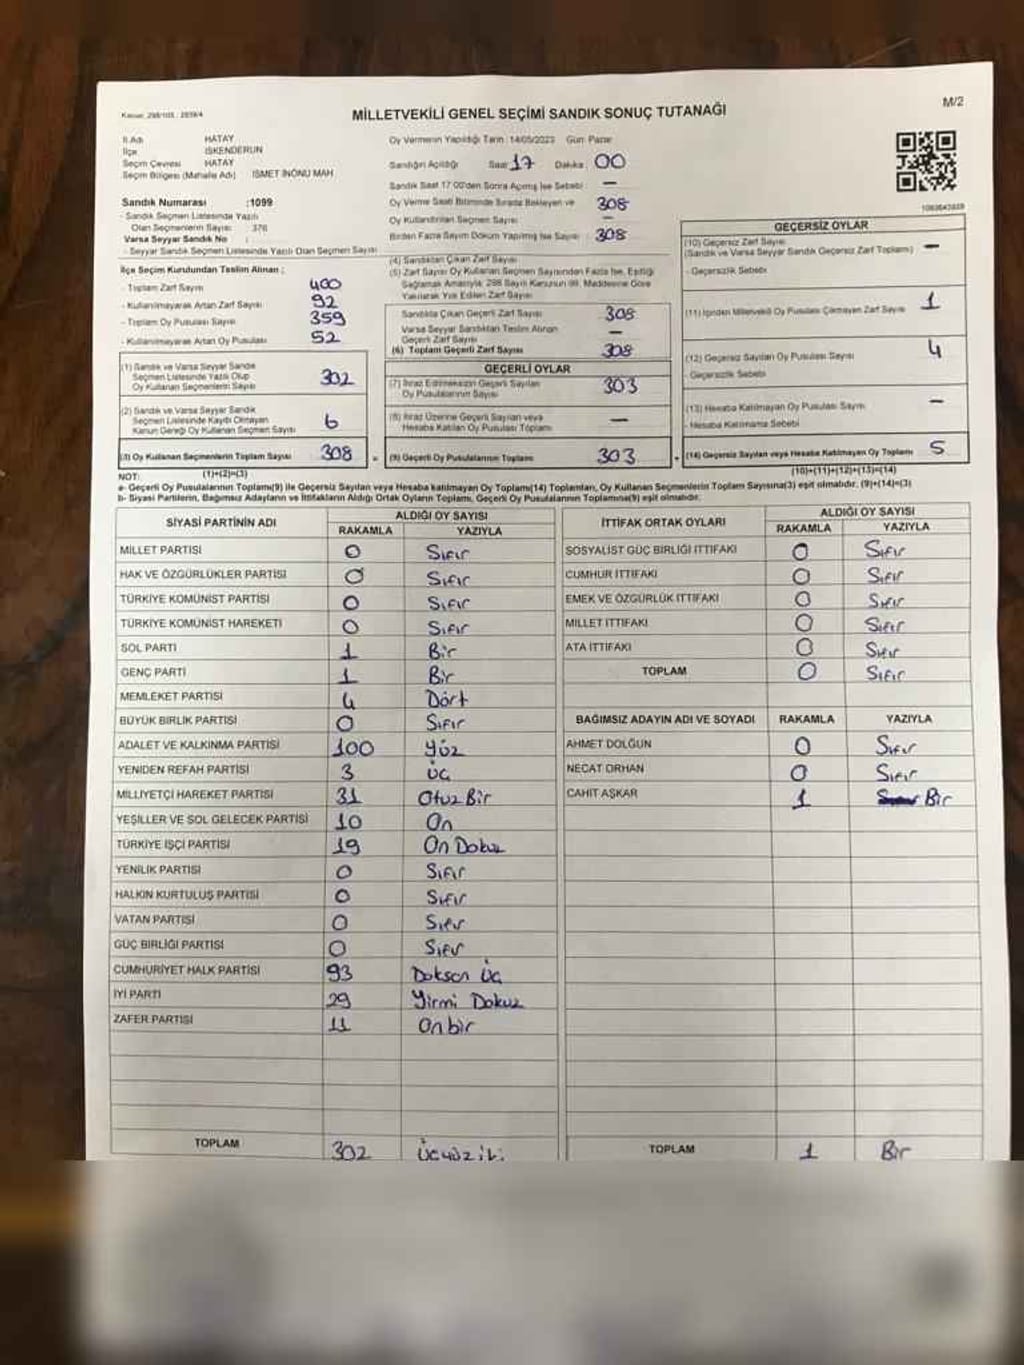 Kanun: 298/105 - 2839/4
MİLLETVEKİLİ GENEL SEÇİMİ SANDIK SONUÇ TUTANAĞI
M/2
İl Adı HATAY
İlçe İSKENDERUN
Seçim Çevresi HATAY
Seçim Bölgesi (Mahalle Adı) İSMET İNÖNÜ MAH.
Sandık Numarası :1099
- Sandık Seçmen Listesinde Yazılı
Olan Seçmenlerin Sayısı: 376
Varsa Seyyar Sandık No :
- Seyyar Sandık Seçmen Listesinde Yazılı Olan Seçmen Sayısı
İlçe Seçim Kurulundan Teslim Alınan ;
- Toplam Zarf Sayısı 400
- Kullanılmayarak Artan Zarf Sayısı 92
- Toplam Oy Pusulası Sayısı 359
- Kullanılmayarak Artan Oy Pusulası 52
(1) Sandık ve Varsa Seyyar Sandık
Seçmen Listesinde Yazılı Olup
Oy Kullanan Seçmenlerin Sayısı 302
(2) Sandık ve Varsa Seyyar Sandık
Seçmen Listesinde Kaydı Olmayan
Kanun Gereği Oy Kullanan Seçmen Sayısı 6
(3) Oy Kullanan Seçmenlerin Toplam Sayısı 308
(1)+(2)=(3)
Oy Vermenin Yapıldığı Tarih : 14/05/2023 Gün: Pazar
Sandığın Açıldığı Saat 17 Dakika 00
Sandık Saat 17:00'den Sonra Açılmış İse Sebebi : —
Oy Verme Saati Bitiminde Sırada Bekleyen ve 308
Oy Kullandırılan Seçmen Sayısı —
Birden Fazla Sayım Döküm Yapılmış İse Sayısı : 308
(4) Sandıktan Çıkan Zarf Sayısı
(5) Zarf Sayısı Oy Kullanan Seçmen Sayısından Fazla İse, Eşitliği
Sağlamak Amacıyla, 298 Sayılı Kanunun 98. Maddesine Göre
Yakılarak Yok Edilen Zarf Sayısı
Sandıkta Çıkan Geçerli Zarf Sayısı 308
Varsa Seyyar Sandıktan Teslim Alınan
Geçerli Zarf Sayısı —
(6) Toplam Geçerli Zarf Sayısı 308
GEÇERLİ OYLAR
(7) İtiraz Edilmeksizin Geçerli Sayılan
Oy Pusulalarının Sayısı 303
(8) İtiraz Üzerine Geçerli Sayılan veya
Hesaba Katılan Oy Pusulası Toplamı —
= (9) Geçerli Oy Pusulalarının Toplamı 303
GEÇERSİZ OYLAR
(10) Geçersiz Zarf Sayısı
(Sandık ve Varsa Seyyar Sandık Geçersiz Zarf Toplamı) —
- Geçersizlik Sebebi
(11) İçinden Milletvekili Oy Pusulası Çıkmayan Zarf Sayısı 1
(12) Geçersiz Sayılan Oy Pusulası Sayısı 4
- Geçersizlik Sebebi
(13) Hesaba Katılmayan Oy Pusulası Sayısı —
- Hesaba Katılmama Sebebi
+ (14) Geçersiz Sayılan veya Hesaba Katılmayan Oy Toplamı 5
(10)+(11)+(12)+(13)=(14)
NOT:
a- Geçerli Oy Pusulalarının Toplamı(9) ile Geçersiz Sayılan veya Hesaba katılmayan Oy Toplamı(14) Toplamları, Oy Kullanan Seçmenlerin Toplam Sayısına(3) eşit olmalıdır. (9)+(14)=(3)
b- Siyasi Partilerin, Bağımsız Adayların ve İttifakların Aldığı Ortak Oyların Toplamı, Geçerli Oy Pusulalarının Toplamına(9) eşit olmalıdır.
SİYASİ PARTİNİN ADI ALDIĞI OY SAYISI
RAKAMLA YAZIYLA
MİLLET PARTİSİ 0 Sıfır
HAK VE ÖZGÜRLÜKLER PARTİSİ 0 Sıfır
TÜRKİYE KOMÜNİST PARTİSİ 0 Sıfır
TÜRKİYE KOMÜNİST HAREKETİ 0 Sıfır
SOL PARTİ 1 Bir
GENÇ PARTİ 1 Bir
MEMLEKET PARTİSİ 4 Dört
BÜYÜK BİRLİK PARTİSİ 0 Sıfır
ADALET VE KALKINMA PARTİSİ 100 Yüz
YENİDEN REFAH PARTİSİ 3 Üç
MİLLİYETÇİ HAREKET PARTİSİ 31 Otuz Bir
YEŞİLLER VE SOL GELECEK PARTİSİ 10 On
TÜRKİYE İŞÇİ PARTİSİ 19 On Dokuz
YENİLİK PARTİSİ 0 Sıfır
HALKIN KURTULUŞ PARTİSİ 0 Sıfır
VATAN PARTİSİ 0 Sıfır
GÜÇ BİRLİĞİ PARTİSİ 0 Sıfır
CUMHURİYET HALK PARTİSİ 93 Doksan Üç
İYİ PARTİ 29 Yirmi Dokuz
ZAFER PARTİSİ 11 Onbir
TOPLAM 302
İTTİFAK ORTAK OYLARI ALDIĞI OY SAYISI
RAKAMLA YAZIYLA
SOSYALİST GÜÇ BİRLİĞİ İTTİFAKI 0 Sıfır
CUMHUR İTTİFAKI 0 Sıfır
EMEK VE ÖZGÜRLÜK İTTİFAKI 0 Sıfır
MİLLET İTTİFAKI 0 Sıfır
ATA İTTİFAKI 0 Sıfır
TOPLAM 0 Sıfır
BAĞIMSIZ ADAYIN ADI VE SOYADI RAKAMLA YAZIYLA
AHMET DOLĞUN 0 Sıfır
NECAT ORHAN 0 Sıfır
CAHİT AŞKAR 1 Bir
TOPLAM 1 Bir